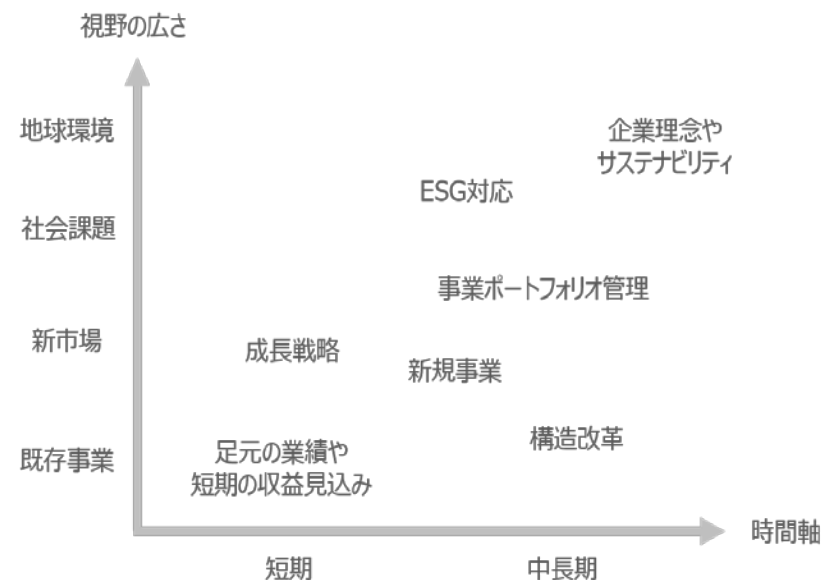 視野の広さ
地球環境
企業理念や
サステナビリティ
ESG対応
社会課題
事業ポートフォリオ管理
新市場
成長戦略
新規事業
構造改革
既存事業
足元の業績や
短期の収益見込み
時間軸
短期
中長期